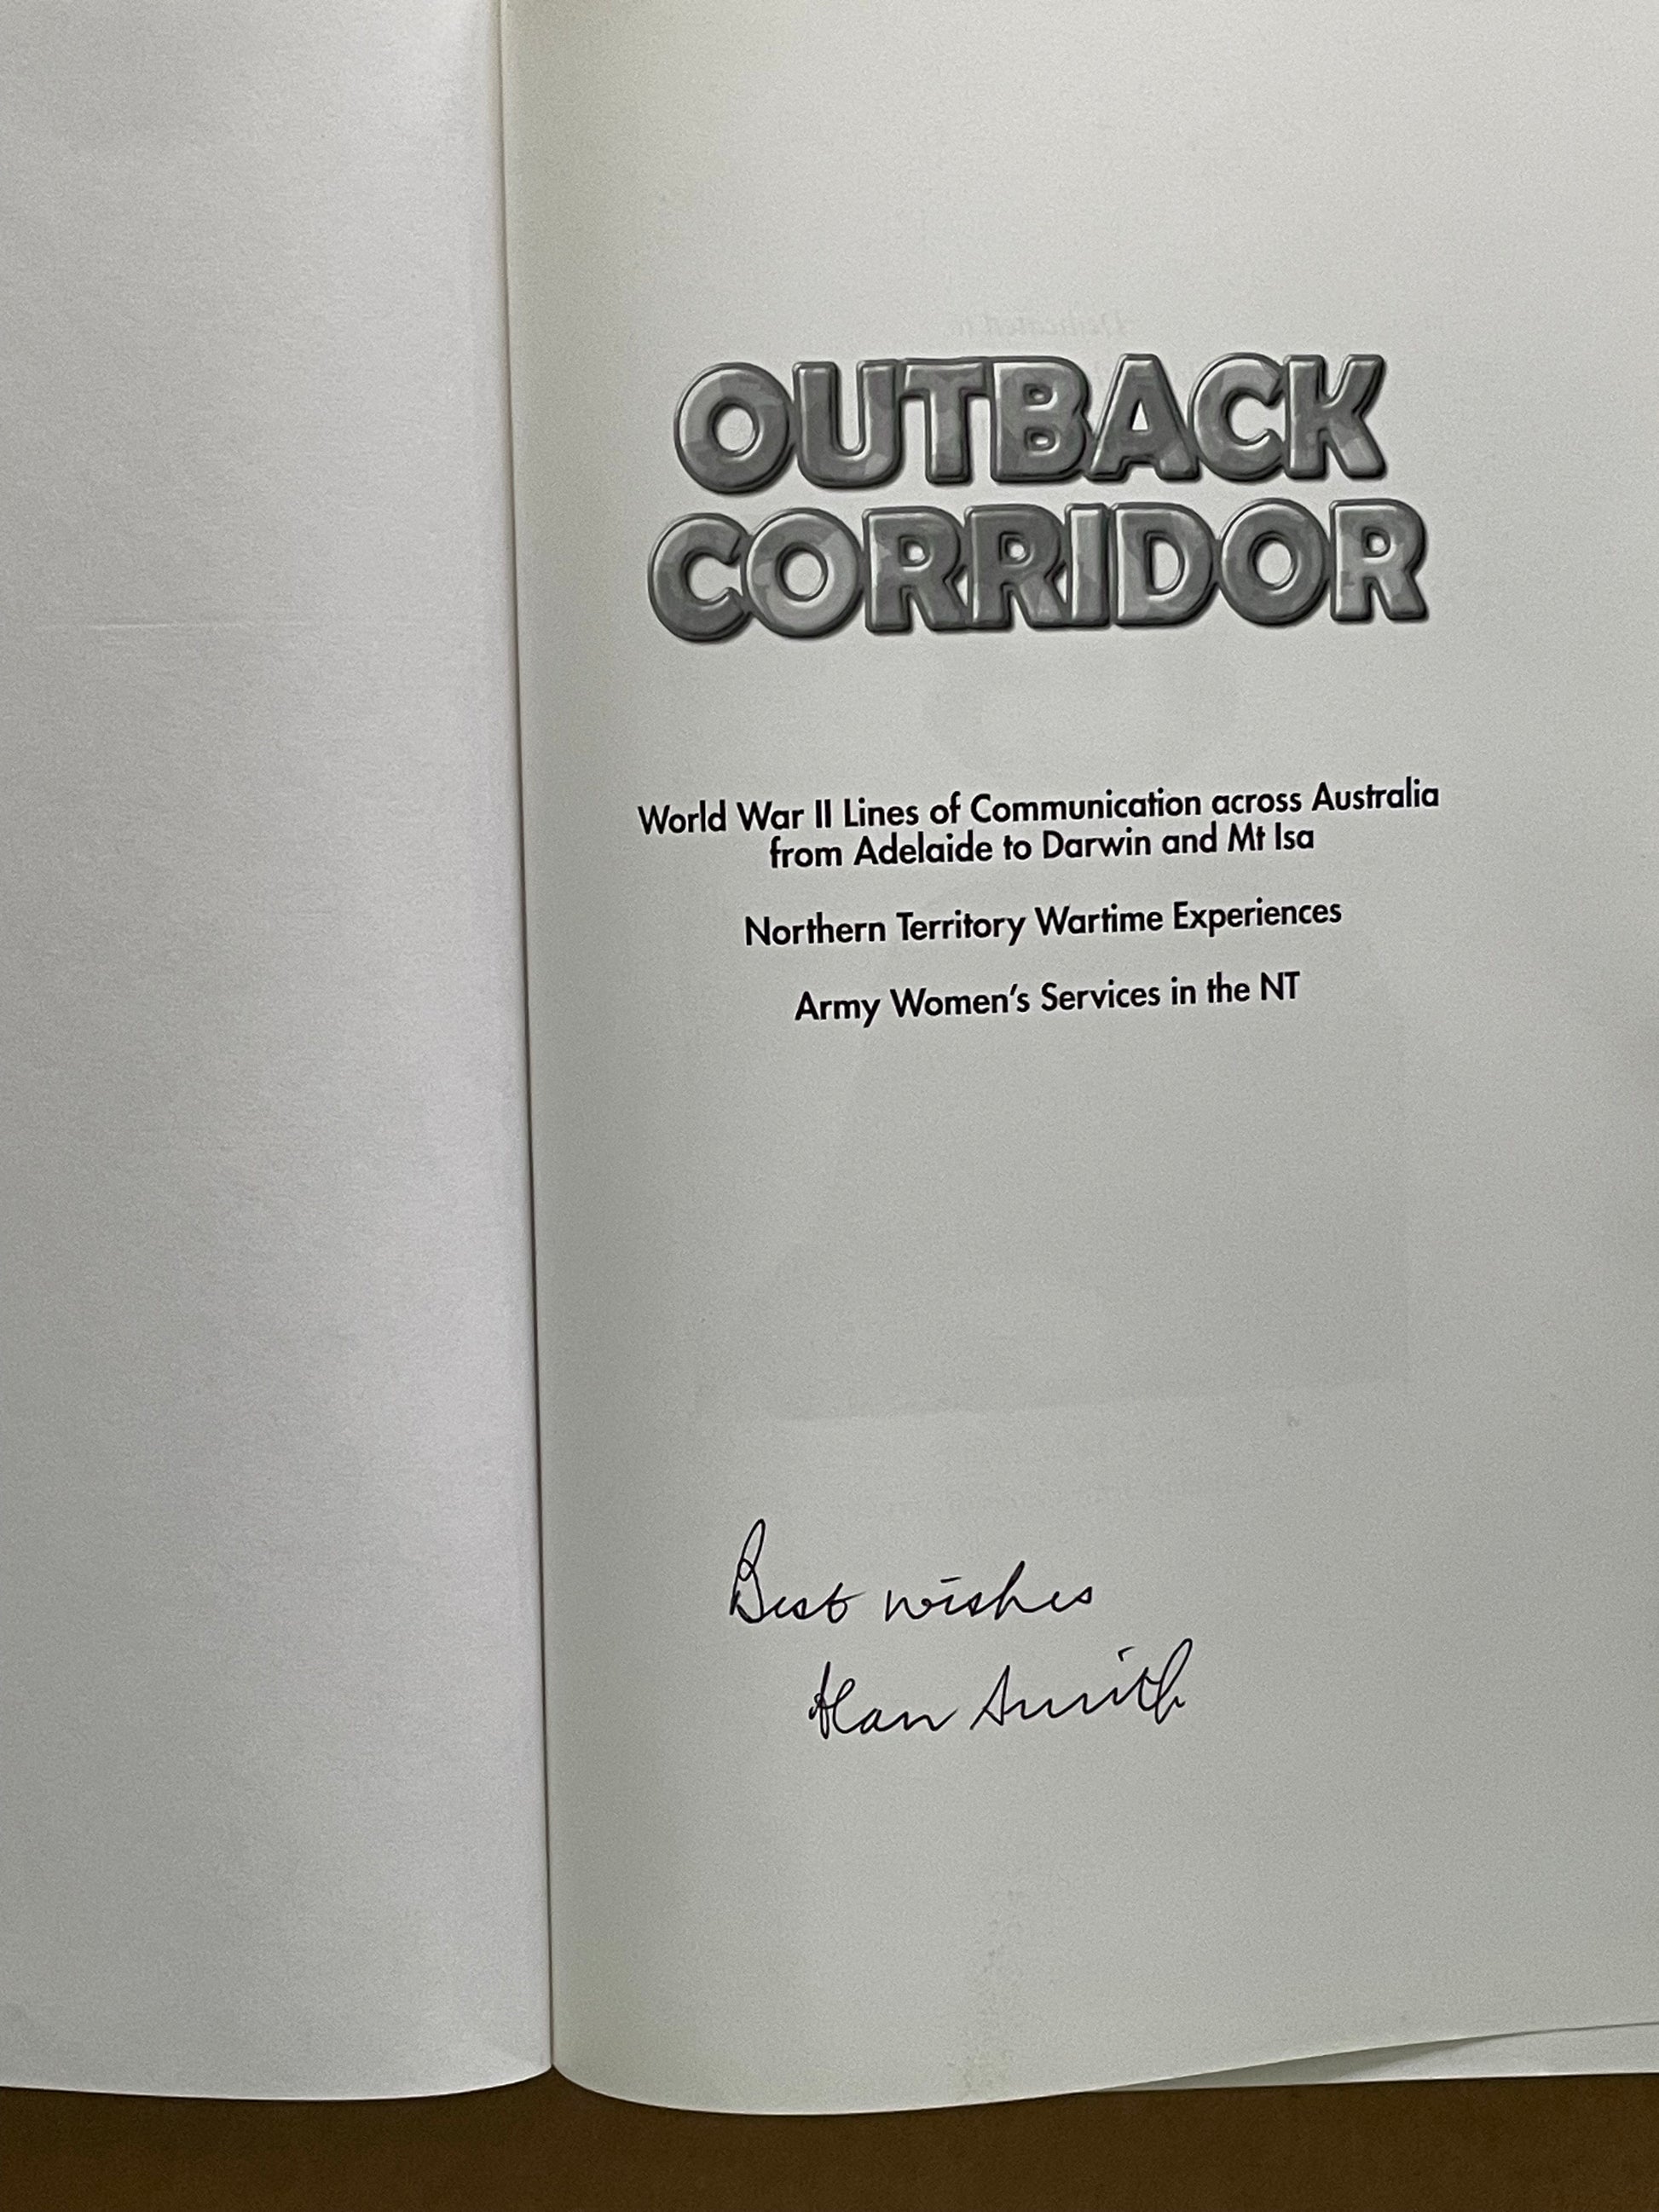 OUTBACK
CORRIDOR
World War II Lines of Communication across Australia
from Adelaide to Darwin and Mt Isa
Northern Territory Wartime Experiences
Army Women's Services in the NT
Best wishes
Alan Smith